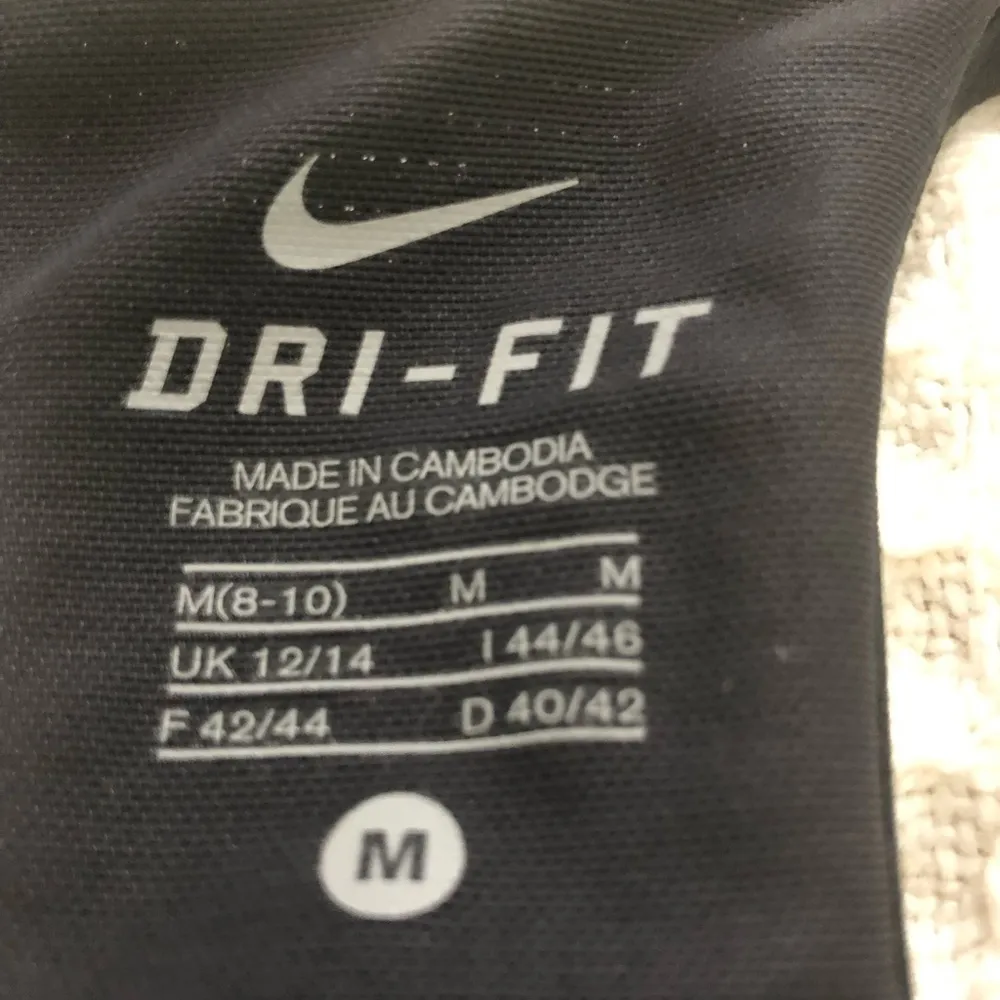 DRI-FIT
MADE IN CAMBODIA
FABRIQUE AU CAMBODGE
M(8-10) M M
UK 12/14 I 44/46
F 42/44 D 40/42
M